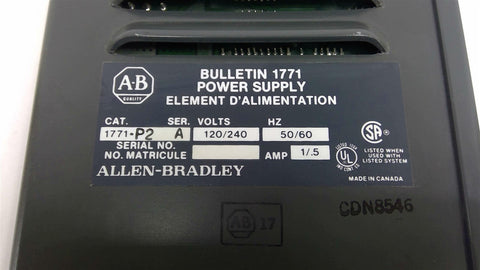 A-B
QUALITY
BULLETIN 1771
POWER SUPPLY
ELEMENT D'ALIMENTATION
CAT. SER. VOLTS HZ
1771-P2 A 120/240 50/60
SERIAL NO.
NO. MATRICULE AMP 1/.5
ALLEN-BRADLEY
SA
UL
LISTED WHEN
USED WITH
LISTED SYSTEM
MADE IN CANADA
AB 17
CDN8546